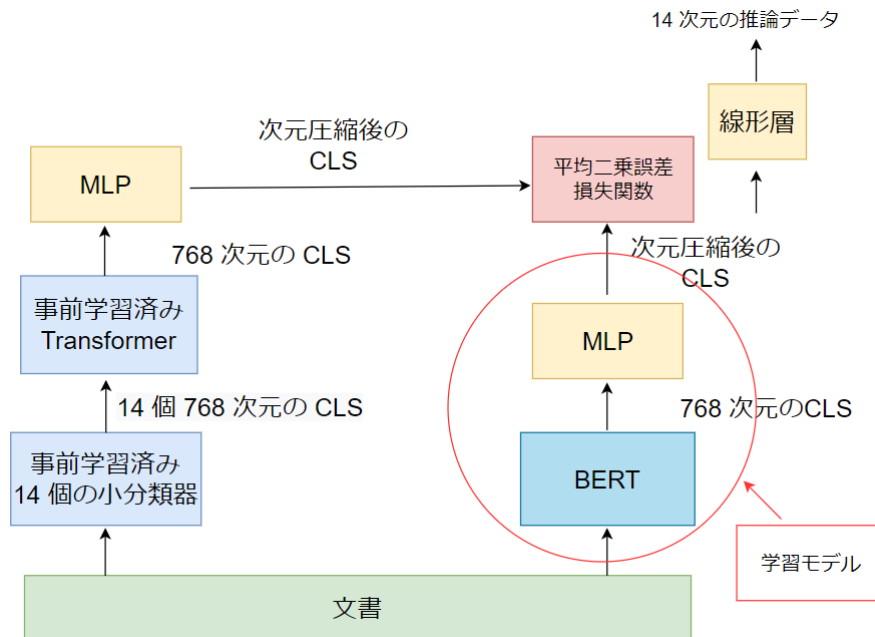 14 次元の推論データ
線形層
次元圧縮後の
CLS
平均二乗誤差
損失関数
MLP
768 次元の CLS
次元圧縮後の
CLS
事前学習済み
Transformer
MLP
14 個 768 次元の CLS
768 次元のCLS
事前学習済み
14 個の小分類器
BERT
学習モデル
文書